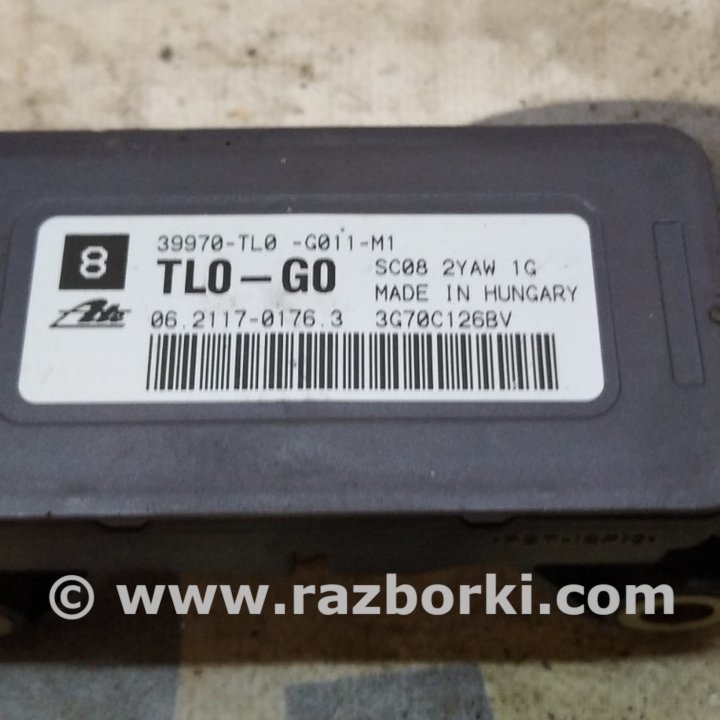 8
39970-TL0 -G011-M1
TL0-G0
SC08 2YAW 1G
MADE IN HUNGARY
Ate
06.2117-0176.3 3G70C126BV
© www.razborki.com